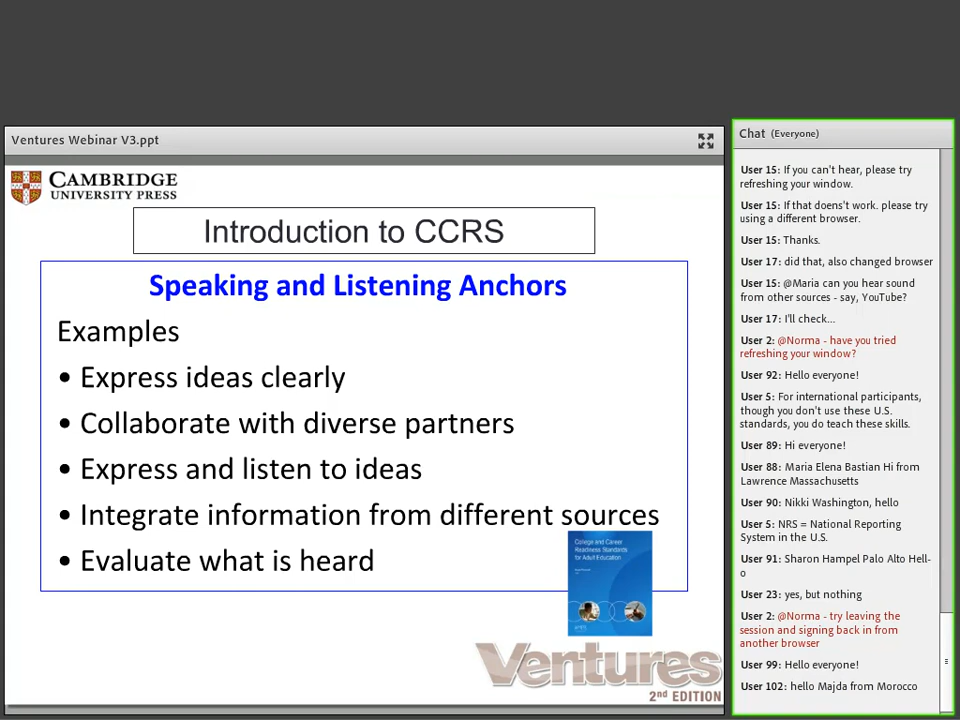 Ventures Webinar V3.ppt
CAMBRIDGE
UNIVERSITY PRESS
Introduction to CCRS
Speaking and Listening Anchors
Examples
• Express ideas clearly
• Collaborate with diverse partners
• Express and listen to ideas
• Integrate information from different sources
• Evaluate what is heard
College and Career
Readiness Standards
for Adult Education
Ventures
2ND EDITION
Chat (Everyone)
User 15: If you can't hear, please try
refreshing your window.
User 15: If that doens't work. please try
using a different browser.
User 15: Thanks.
User 17: did that, also changed browser
User 15: @Maria can you hear sound
from other sources - say, YouTube?
User 17: I'll check...
User 2: @Norma - have you tried
refreshing your window?
User 92: Hello everyone!
User 5: For international participants,
though you don't use these U.S.
standards, you do teach these skills.
User 89: Hi everyone!
User 88: Maria Elena Bastian Hi from
Lawrence Massachusetts
User 90: Nikki Washington, hello
User 5: NRS = National Reporting
System in the U.S.
User 91: Sharon Hampel Palo Alto Hell-
o
User 23: yes, but nothing
User 2: @Norma - try leaving the
session and signing back in from
another browser
User 99: Hello everyone!
User 102: hello Majda from Morocco